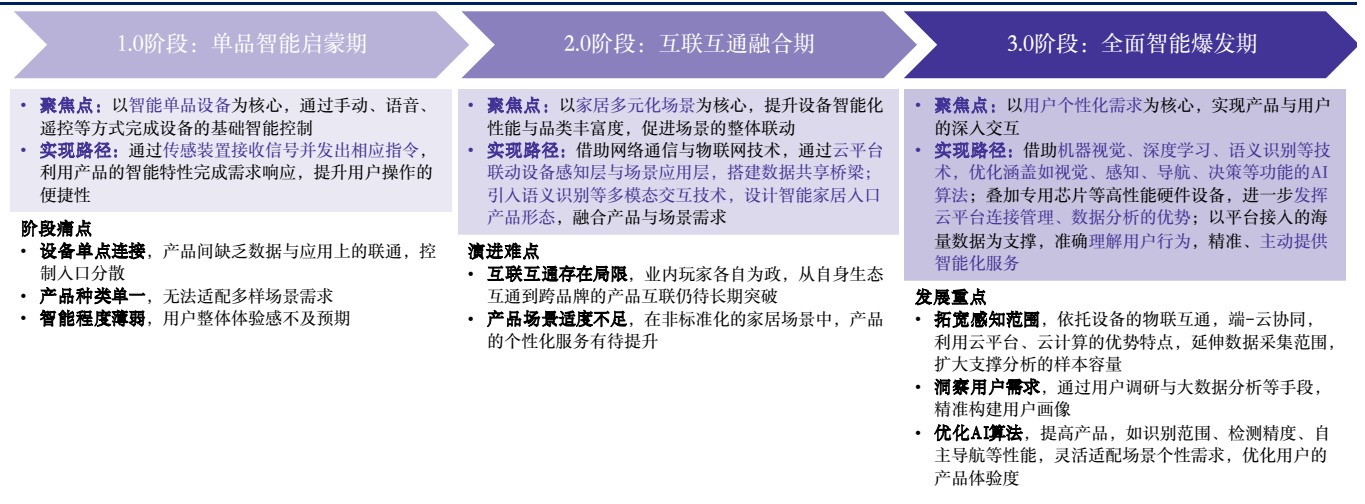 1.0阶段：单品智能启蒙期
• 聚焦点：以智能单品设备为核心，通过手动、语音、
遥控等方式完成设备的基础智能控制
• 实现路径：通过传感装置接收信号并发出相应指令，
利用产品的智能特性完成需求响应，提升用户操作的
便捷性
阶段痛点
• 设备单点连接，产品间缺乏数据与应用上的联通，控
制入口分散
• 产品种类单一，无法适配多样场景需求
• 智能程度薄弱，用户整体体验感不及预期
2.0阶段：互联互通融合期
• 聚焦点：以家居多元化场景为核心，提升设备智能化
性能与品类丰富度，促进场景的整体联动
• 实现路径：借助网络通信与物联网技术，通过云平台
联动设备感知层与场景应用层，搭建数据共享桥梁；
引入语义识别等多模态交互技术，设计智能家居入口
产品形态，融合产品与场景需求
演进难点
• 互联互通存在局限，业内玩家各自为政，从自身生态
互通到跨品牌的产品互联仍待长期突破
• 产品场景适度不足，在非标准化的家居场景中，产品
的个性化服务有待提升
3.0阶段：全面智能爆发期
• 聚焦点：以用户个性化需求为核心，实现产品与用户
的深入交互
• 实现路径：借助机器视觉、深度学习、语义识别等技
术，优化涵盖如视觉、感知、导航、决策等功能的AI
算法；叠加专用芯片等高性能硬件设备，进一步发挥
云平台连接管理、数据分析的优势；以平台接入的海
量数据为支撑，准确理解用户行为，精准、主动提供
智能化服务
发展重点
• 拓宽感知范围，依托设备的物联互通，端-云协同，
利用云平台、云计算的优势特点，延伸数据采集范围，
扩大支撑分析的样本容量
• 洞察用户需求，通过用户调研与大数据分析等手段，
精准构建用户画像
• 优化AI算法，提高产品，如识别范围、检测精度、自
主导航等性能，灵活适配场景个性需求，优化用户的
产品体验度